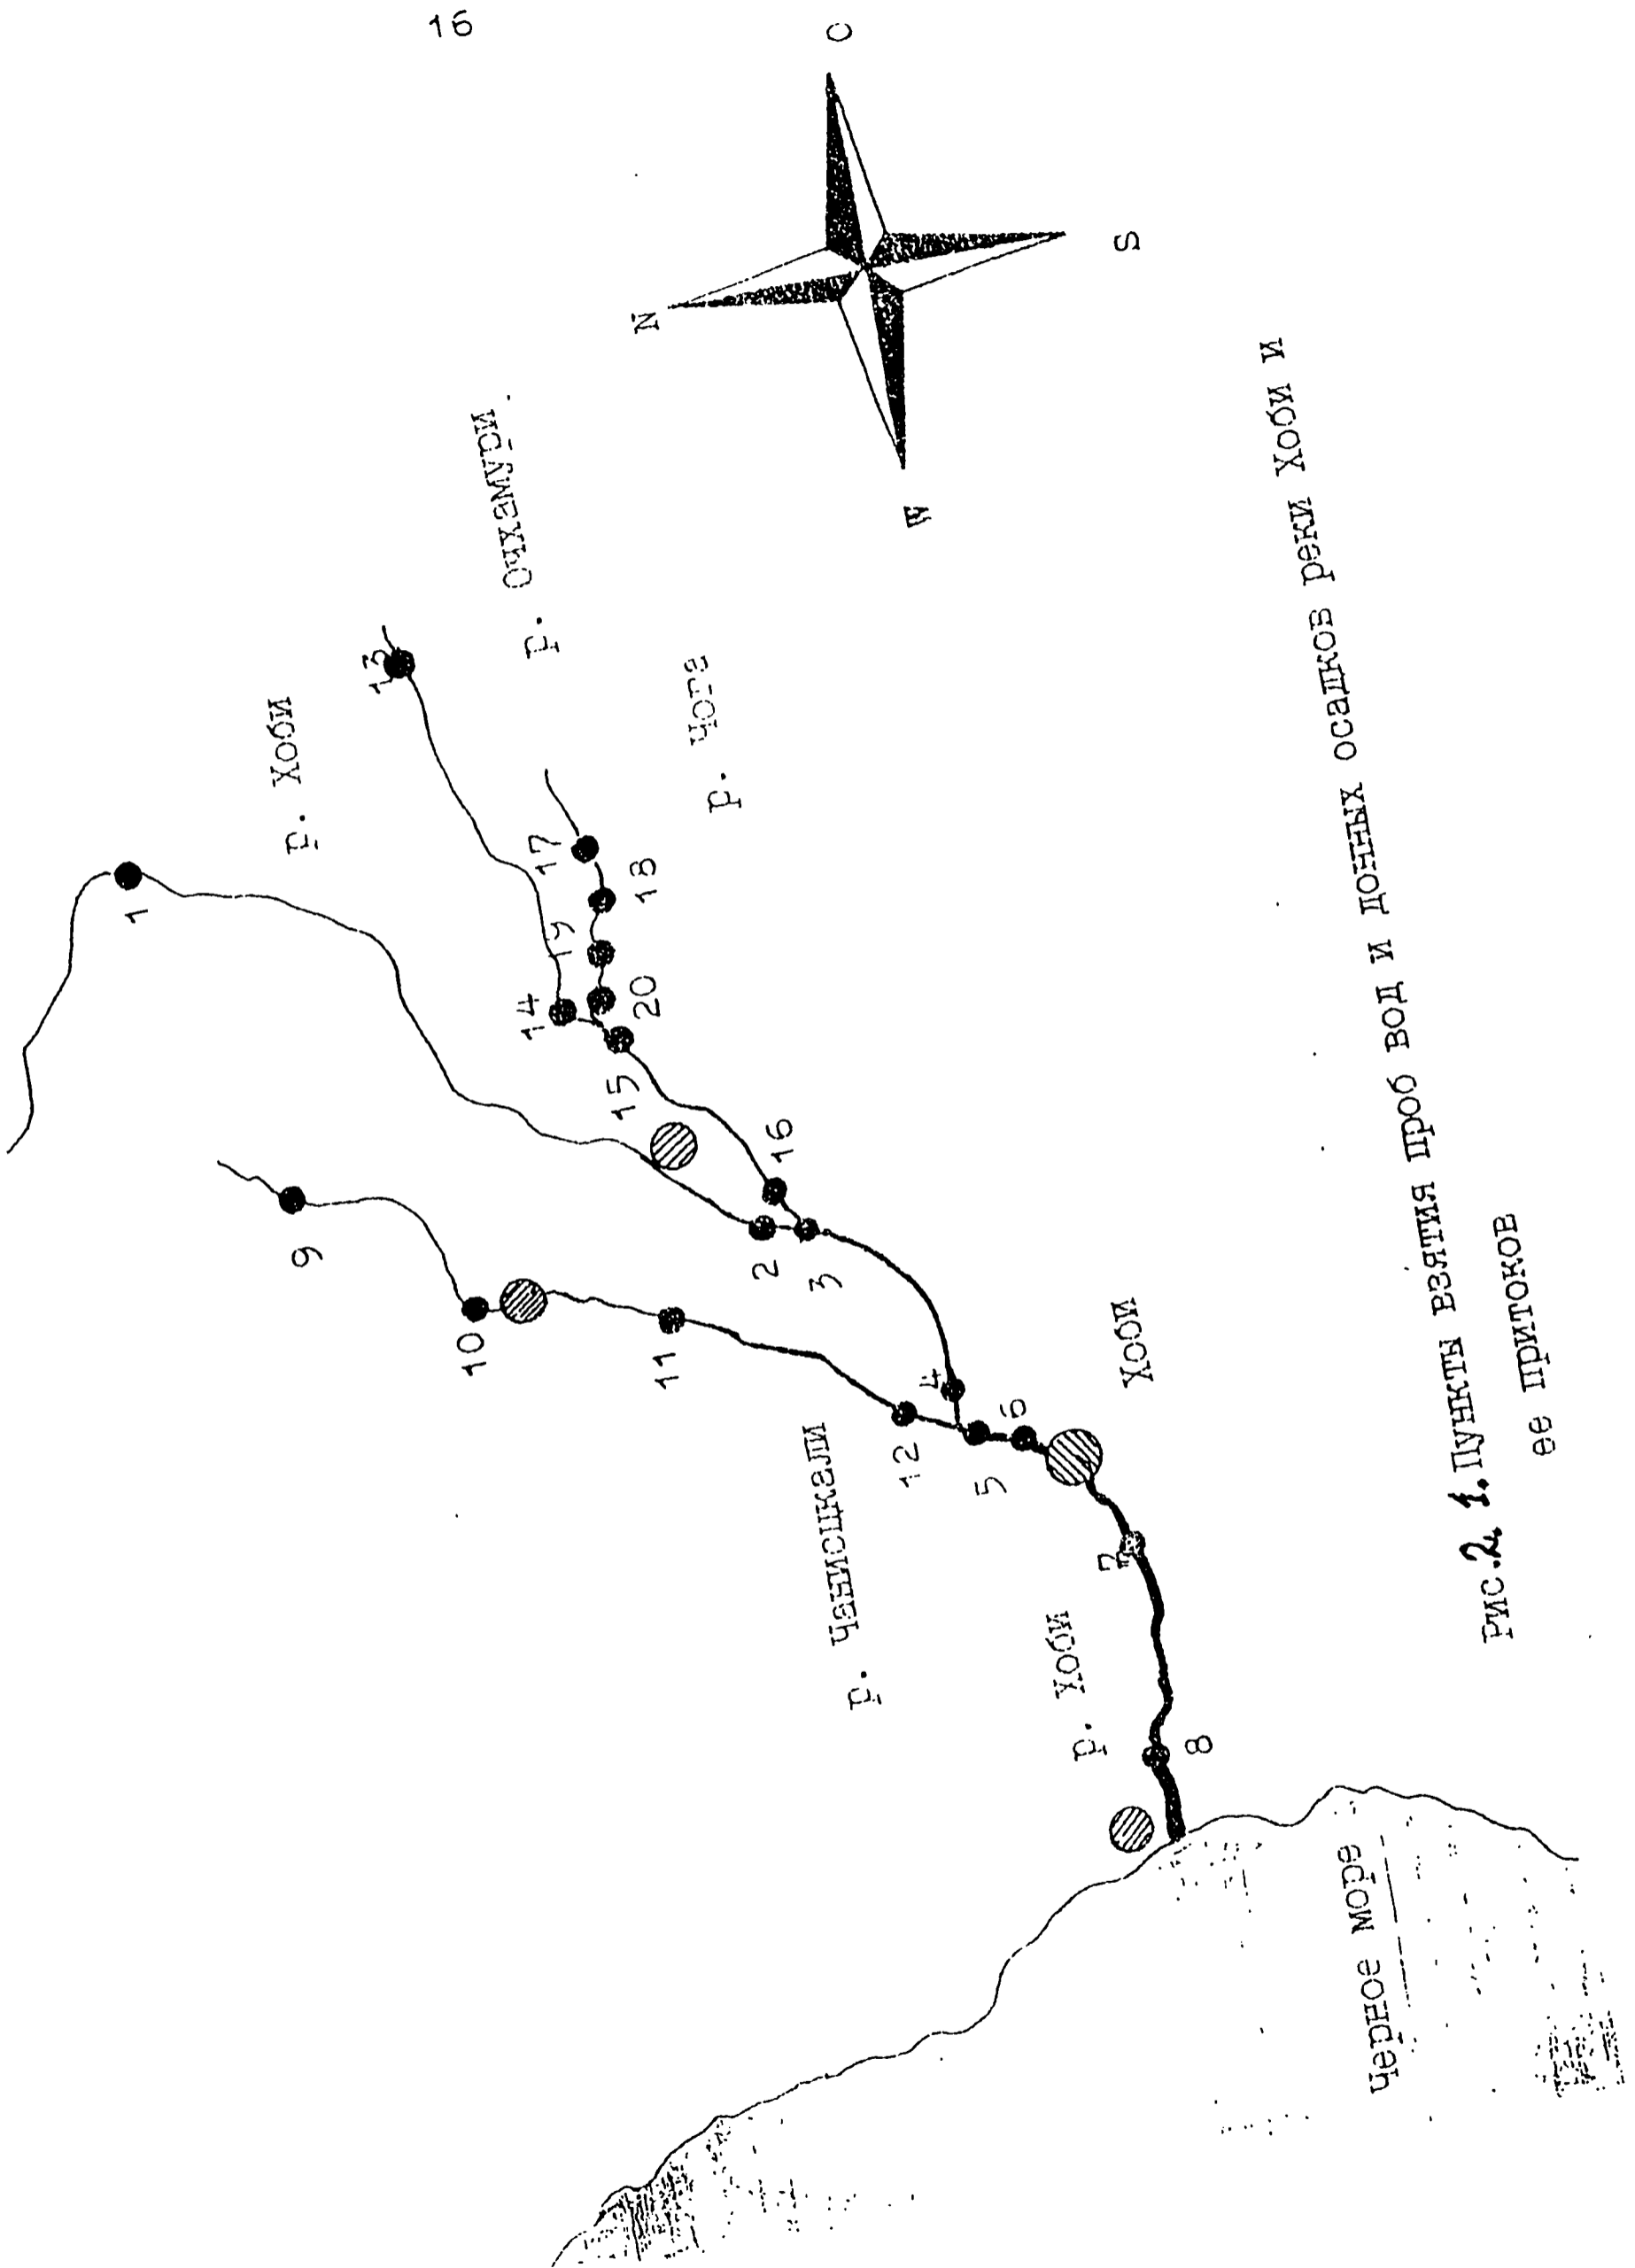 16
р. Хоби
13
р. Очхамури
1
17
18
р. Чога
19
14
20
15
9
16
10
2
3
11
4
12
5
6
Хоби
р. Чанисцкали
7
р. Хоби
8
Черное море
N
O
W
S
Рис. 2. 1. Пункты взятия проб вод и донных осадков реки Хоби и
ее притоков